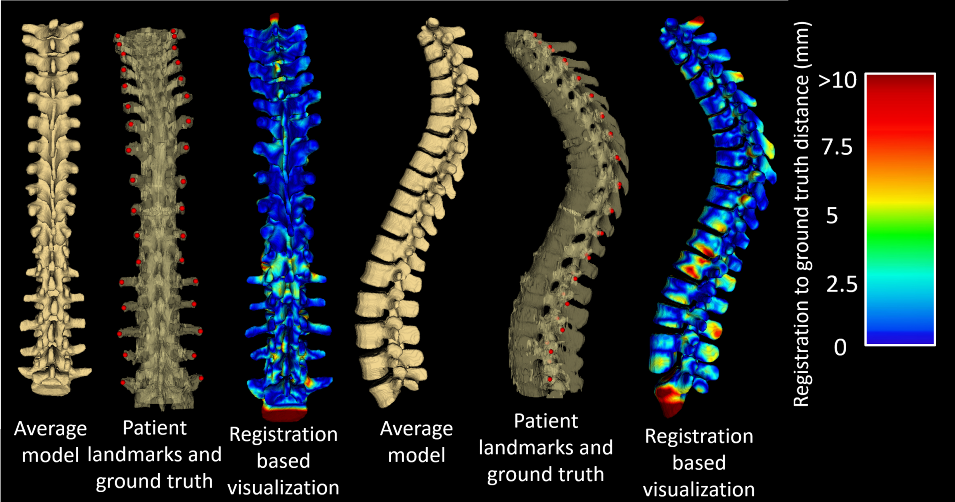 Average
model
Patient
landmarks and
ground truth
Registration
based
visualization
Average
model
Patient
landmarks and
ground truth
Registration
based
visualization
Registration to ground truth distance (mm)
>10
7.5
5
2.5
0